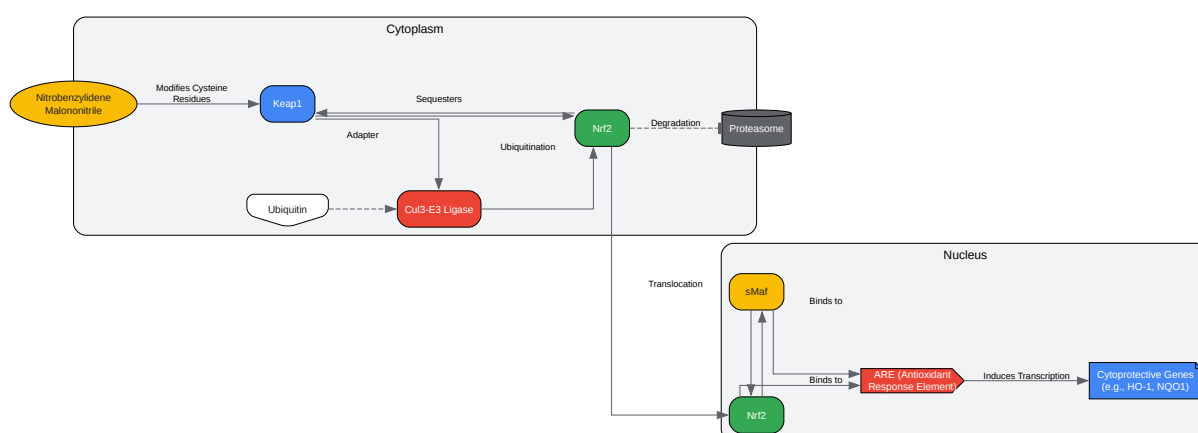 Cytoplasm
Nitrobenzylidene
Malononitrile
Modifies Cysteine
Residues
Keap1
Sequesters
Adapter
Ubiquitination
Nrf2
Degradation
Proteasome
Ubiquitin
Cul3-E3 Ligase
Translocation
Nucleus
sMaf
Binds to
Binds to
ARE (Antioxidant
Response Element)
Induces Transcription
Cytoprotective Genes
(e.g., HO-1, NQO1)
Nrf2